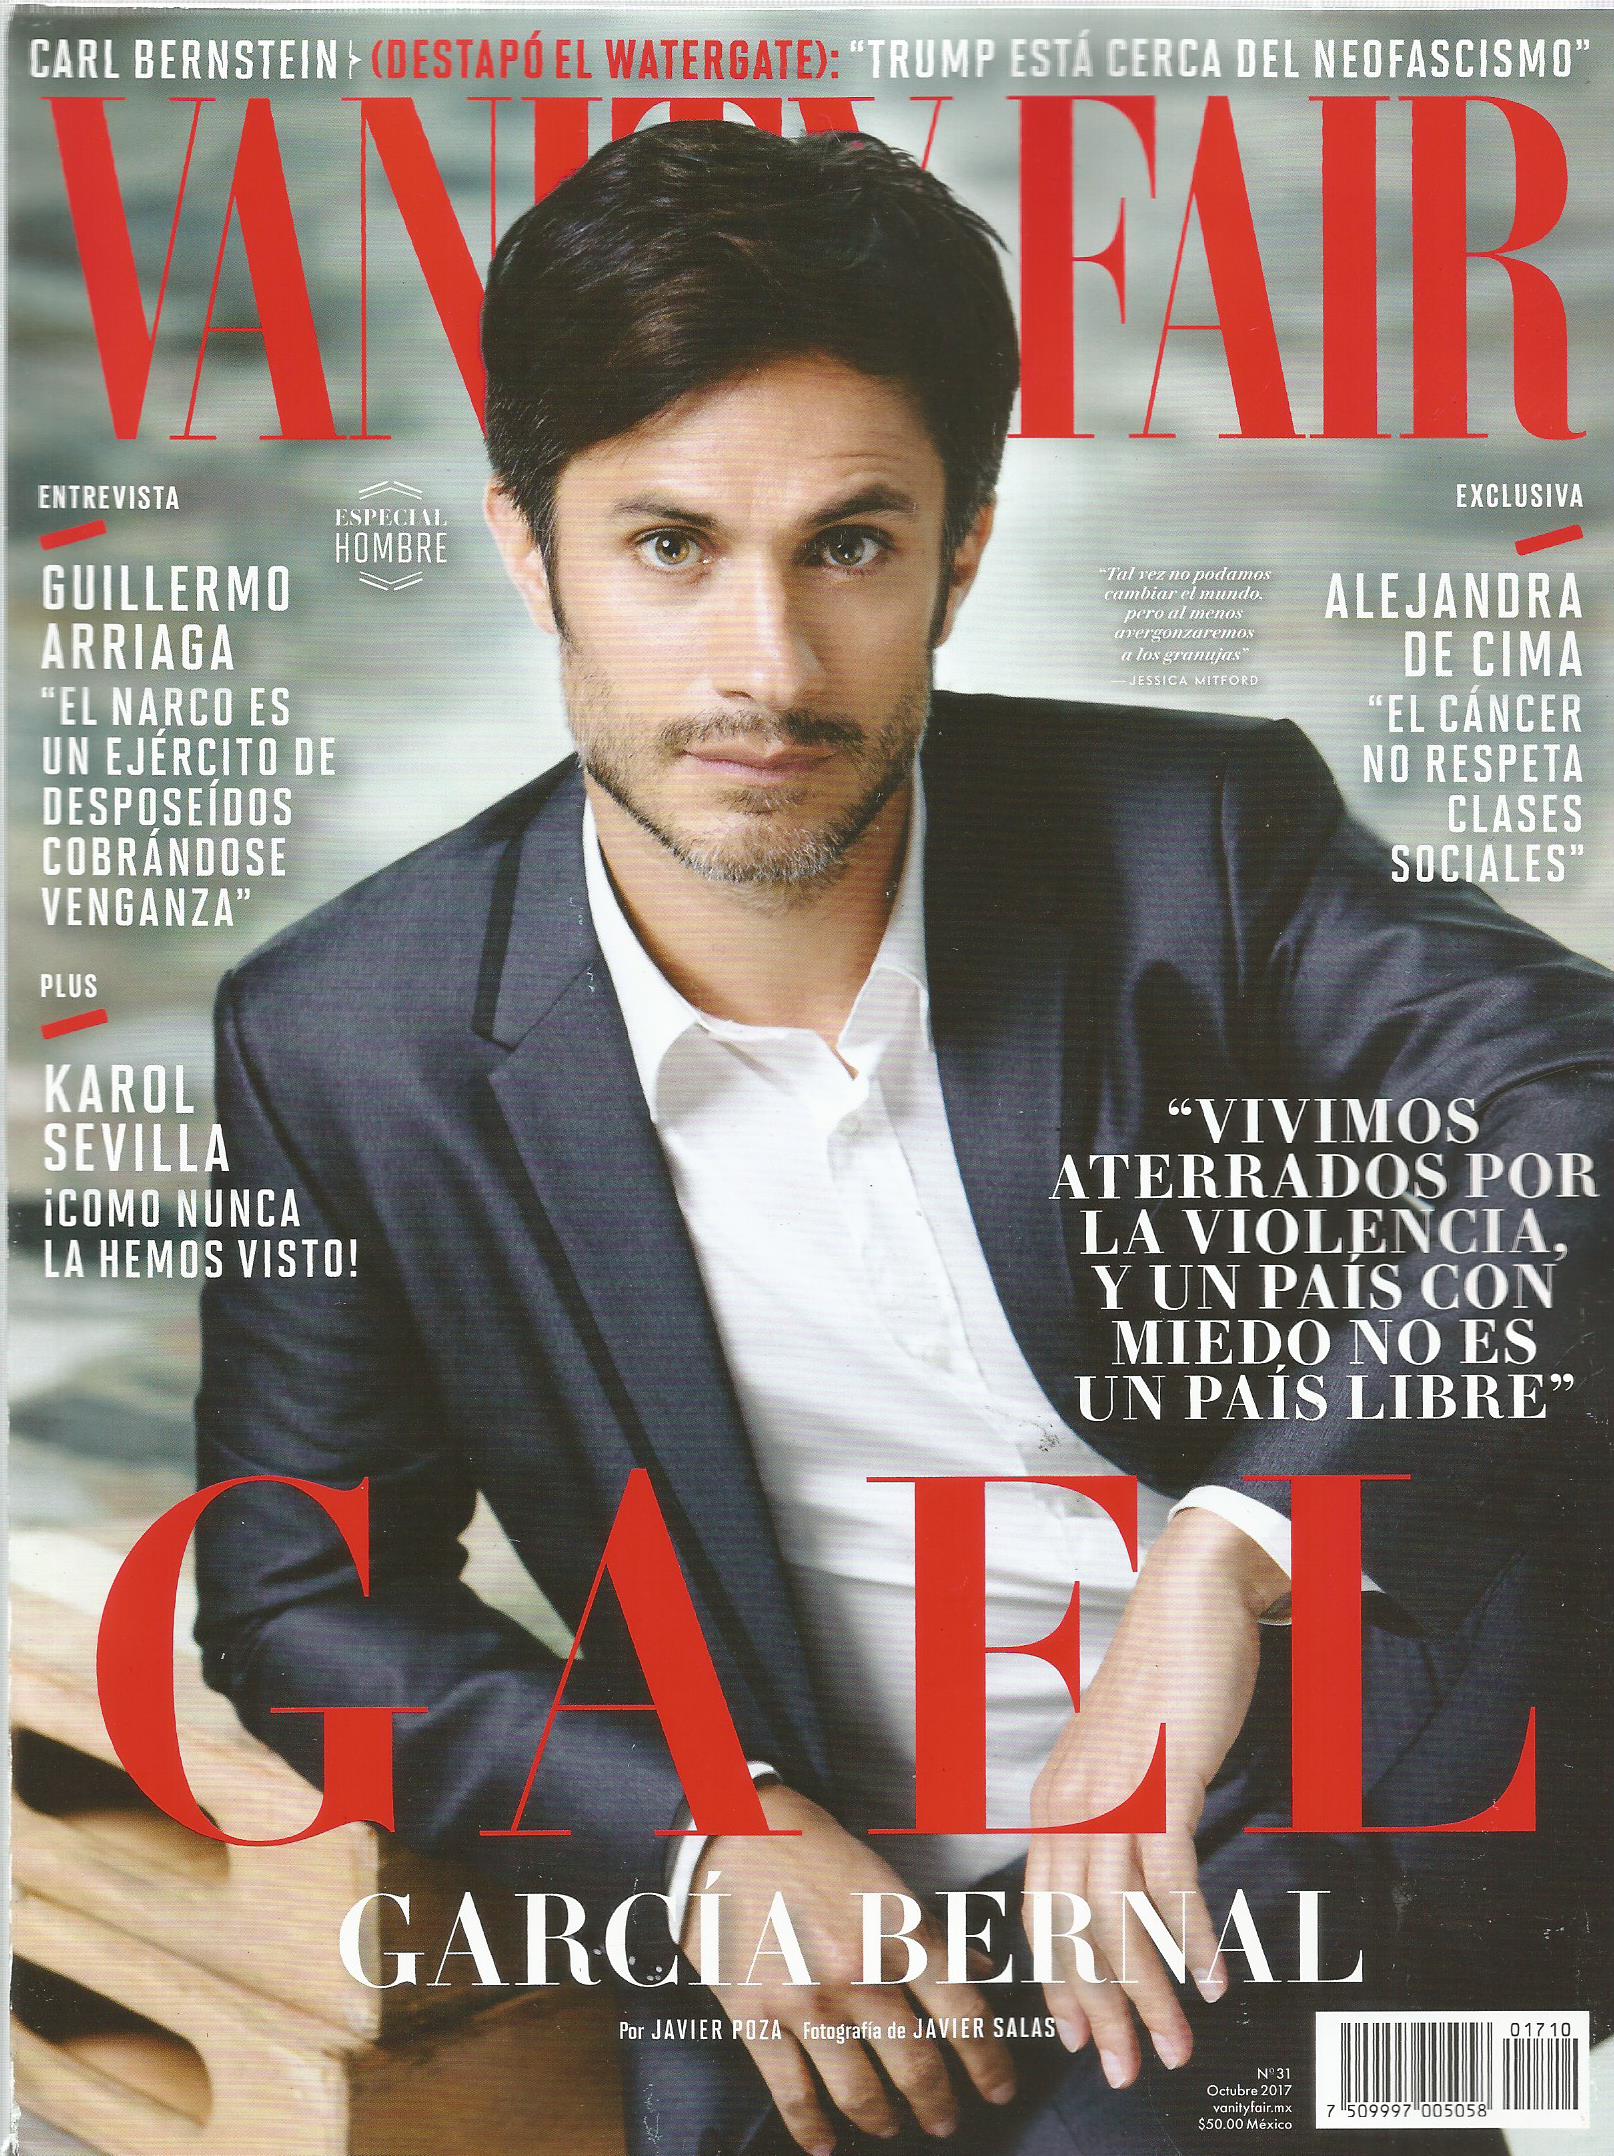 CARL BERNSTEIN (DESTAPÓ EL WATERGATE): “TRUMP ESTÁ CERCA DEL NEOFASCISMO”
VANITY FAIR
ENTREVISTA
GUILLERMO
ARRIAGA
“EL NARCO ES
UN EJÉRCITO DE
DESPOSEÍDOS
COBRÁNDOSE
VENGANZA”
PLUS
KAROL
SEVILLA
¡COMO NUNCA
LA HEMOS VISTO!
ESPECIAL
HOMBRE
“Tal vez no podamos
cambiar el mundo,
pero al menos
avergonzaremos
a los granujas”
—JESSICA MITFORD
EXCLUSIVA
ALEJANDRA
DE CIMA
“EL CÁNCER
NO RESPETA
CLASES
SOCIALES”
“VIVIMOS
ATERRADOS POR
LA VIOLENCIA,
Y UN PAÍS CON
MIEDO NO ES
UN PAÍS LIBRE”
GAEL
GARCÍA BERNAL
Por JAVIER POZA Fotografía de JAVIER SALAS
Nº 31
Octubre 2017
vanityfair.mx
$50.00 México
01710
7 509997 005058